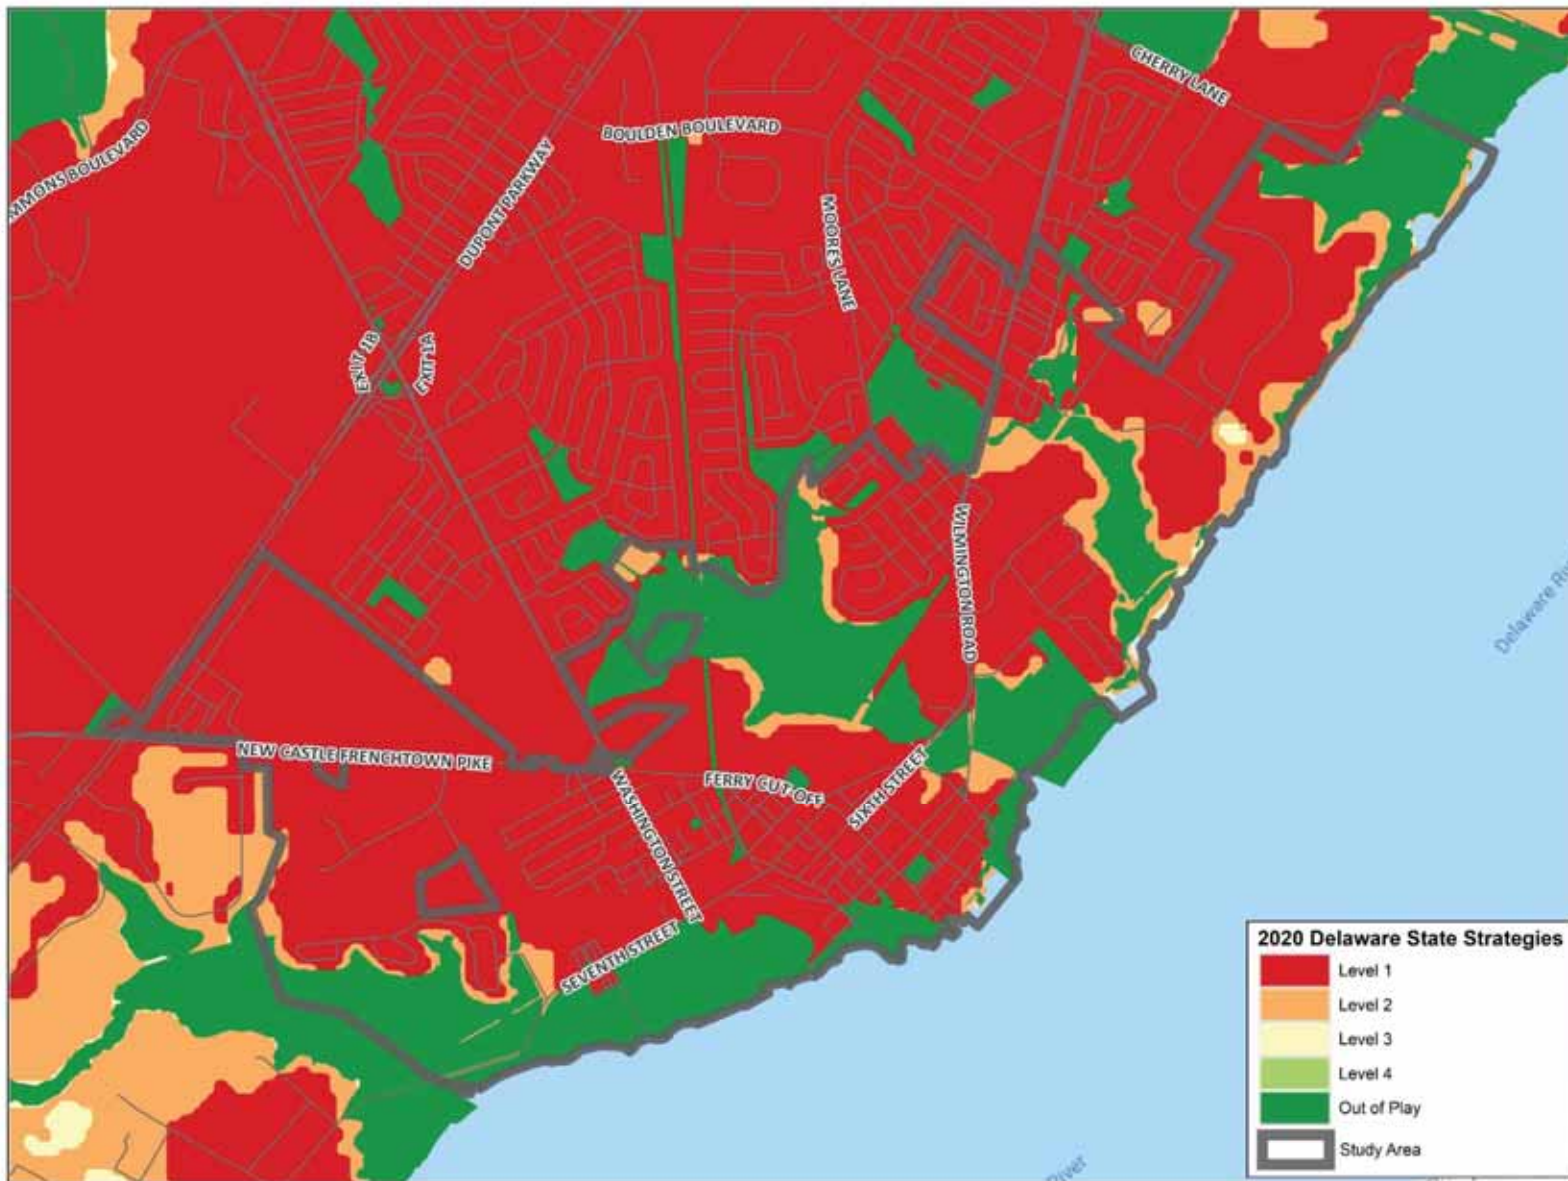 CHERRY LANE
BOULDEN BOULEVARD
MMONS BOULEVARD
DUPONT PARKWAY
MOORES LANE
EXIT 1B
EXIT 1A
WILMINGTON ROAD
Delaware Riv
NEW CASTLE FRENCHTOWN PIKE
WASHINGTON STREET
FERRY CUT OFF
SIXTH STREET
SEVENTH STREET
River
2020 Delaware State Strategies
Level 1
Level 2
Level 3
Level 4
Out of Play
Study Area